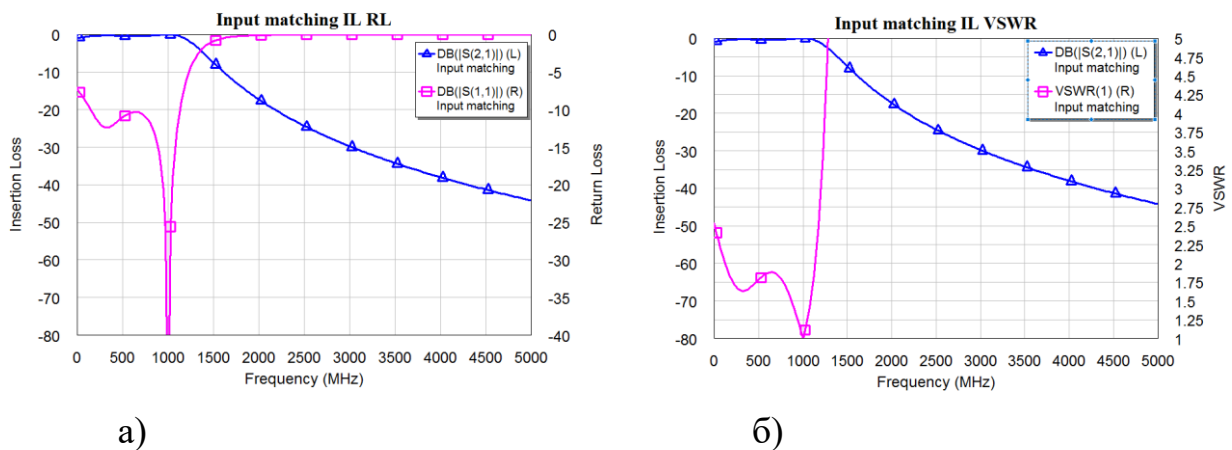 Input matching IL RL
0
-10
-20
-30
-40
-50
-60
-70
-80
Insertion Loss
DB(|S(2,1)|) (L)
Input matching
DB(|S(1,1)|) (R)
Input matching
0
-5
-10
-15
-20
-25
-30
-35
-40
Return Loss
0 500 1000 1500 2000 2500 3000 3500 4000 4500 5000
Frequency (MHz)
а)
Input matching IL VSWR
0
-10
-20
-30
-40
-50
-60
-70
-80
Insertion Loss
DB(|S(2,1)|) (L)
Input matching
VSWR(1) (R)
Input matching
5
4.75
4.5
4.25
4
3.75
3.5
3.25
3
2.75
2.5
2.25
2
1.75
1.5
1.25
1
VSWR
0 500 1000 1500 2000 2500 3000 3500 4000 4500 5000
Frequency (MHz)
б)